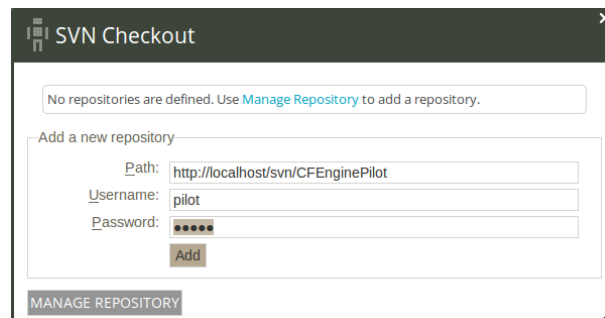 SVN Checkout
No repositories are defined. Use Manage Repository to add a repository.
Add a new repository
Path: http://localhost/svn/CFEnginePilot
Username: pilot
Password: •••••
Add
MANAGE REPOSITORY